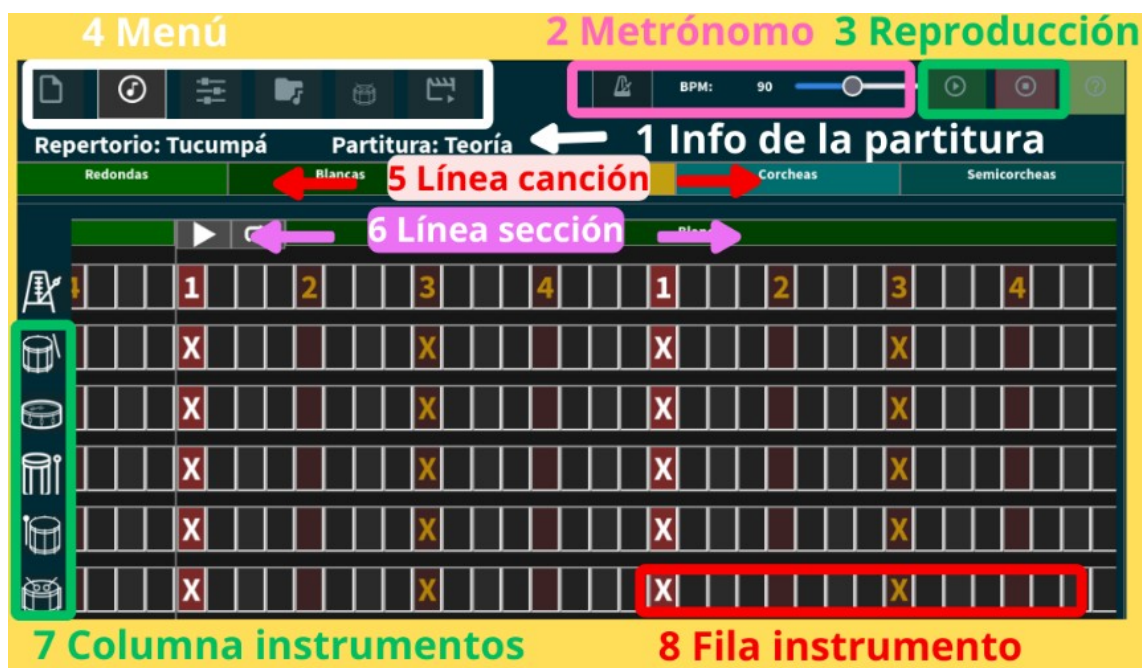 4 Menú
2 Metrónomo
3 Reproducción
BPM: 90
Repertorio: Tucumpá
Partitura: Teoría
1 Info de la partitura
Redondas
Blancas
5 Línea canción
Corcheas
Semicorcheas
6 Línea sección
4 1 2 3 4 1 2 3 4
X X X X
X X X X
X X X X
X X X X
X X X X
7 Columna instrumentos
8 Fila instrumento